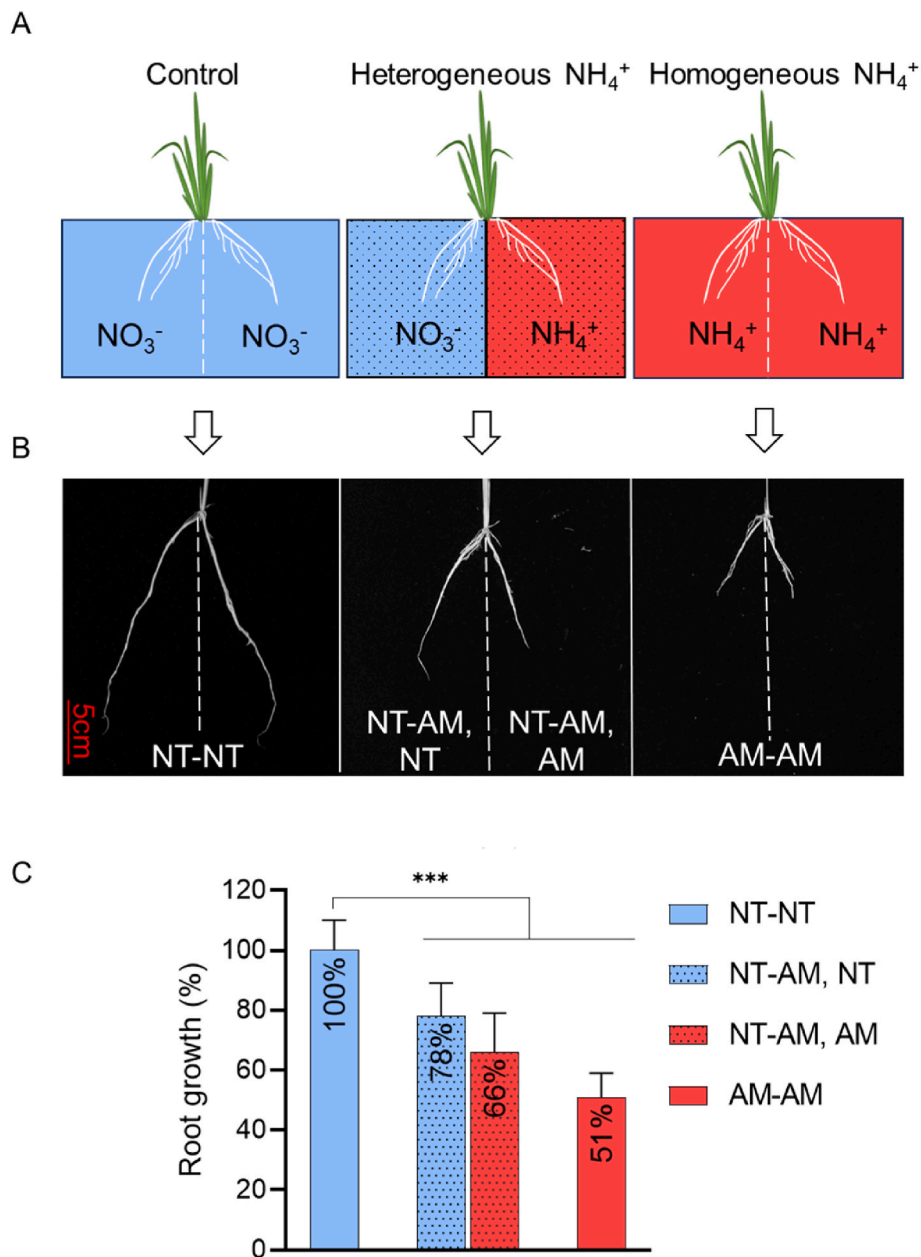 A
Control
Heterogeneous NH₄⁺
Homogeneous NH₄⁺
NO₃⁻
NO₃⁻
NO₃⁻
NH₄⁺
NH₄⁺
NH₄⁺
B
5cm
NT-NT
NT-AM,
NT
NT-AM,
AM
AM-AM
C
***
Root growth (%)
120
100
80
60
40
20
0
100%
78%
66%
51%
NT-NT
NT-AM, NT
NT-AM, AM
AM-AM